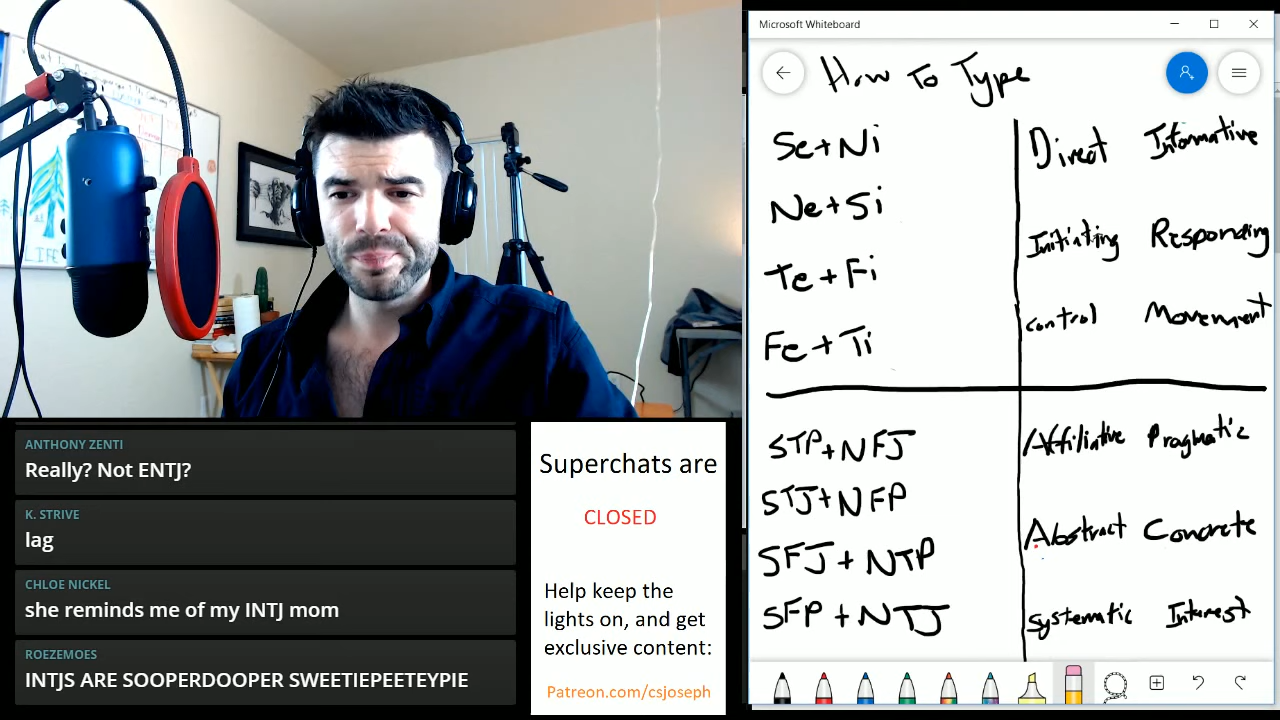 LIFE
Microsoft Whiteboard
How To Type
Se+Ni
Ne+Si
Te+Fi
Fe+Ti
Direct Informative
Initiating Responding
control Movement
STP+NFJ
STJ+NFP
SFJ+NTP
SFP+NTJ
Affiliative Pragmatic
Abstract Concrete
Systematic Interest
ANTHONY ZENTI
Really? Not ENTJ?
K. STRIVE
lag
CHLOE NICKEL
she reminds me of my INTJ mom
ROEZEMOES
INTJS ARE SOOPERDOOPER SWEETIEPEETEYPIE
Superchats are
CLOSED
Help keep the
lights on, and get
exclusive content:
Patreon.com/csjoseph